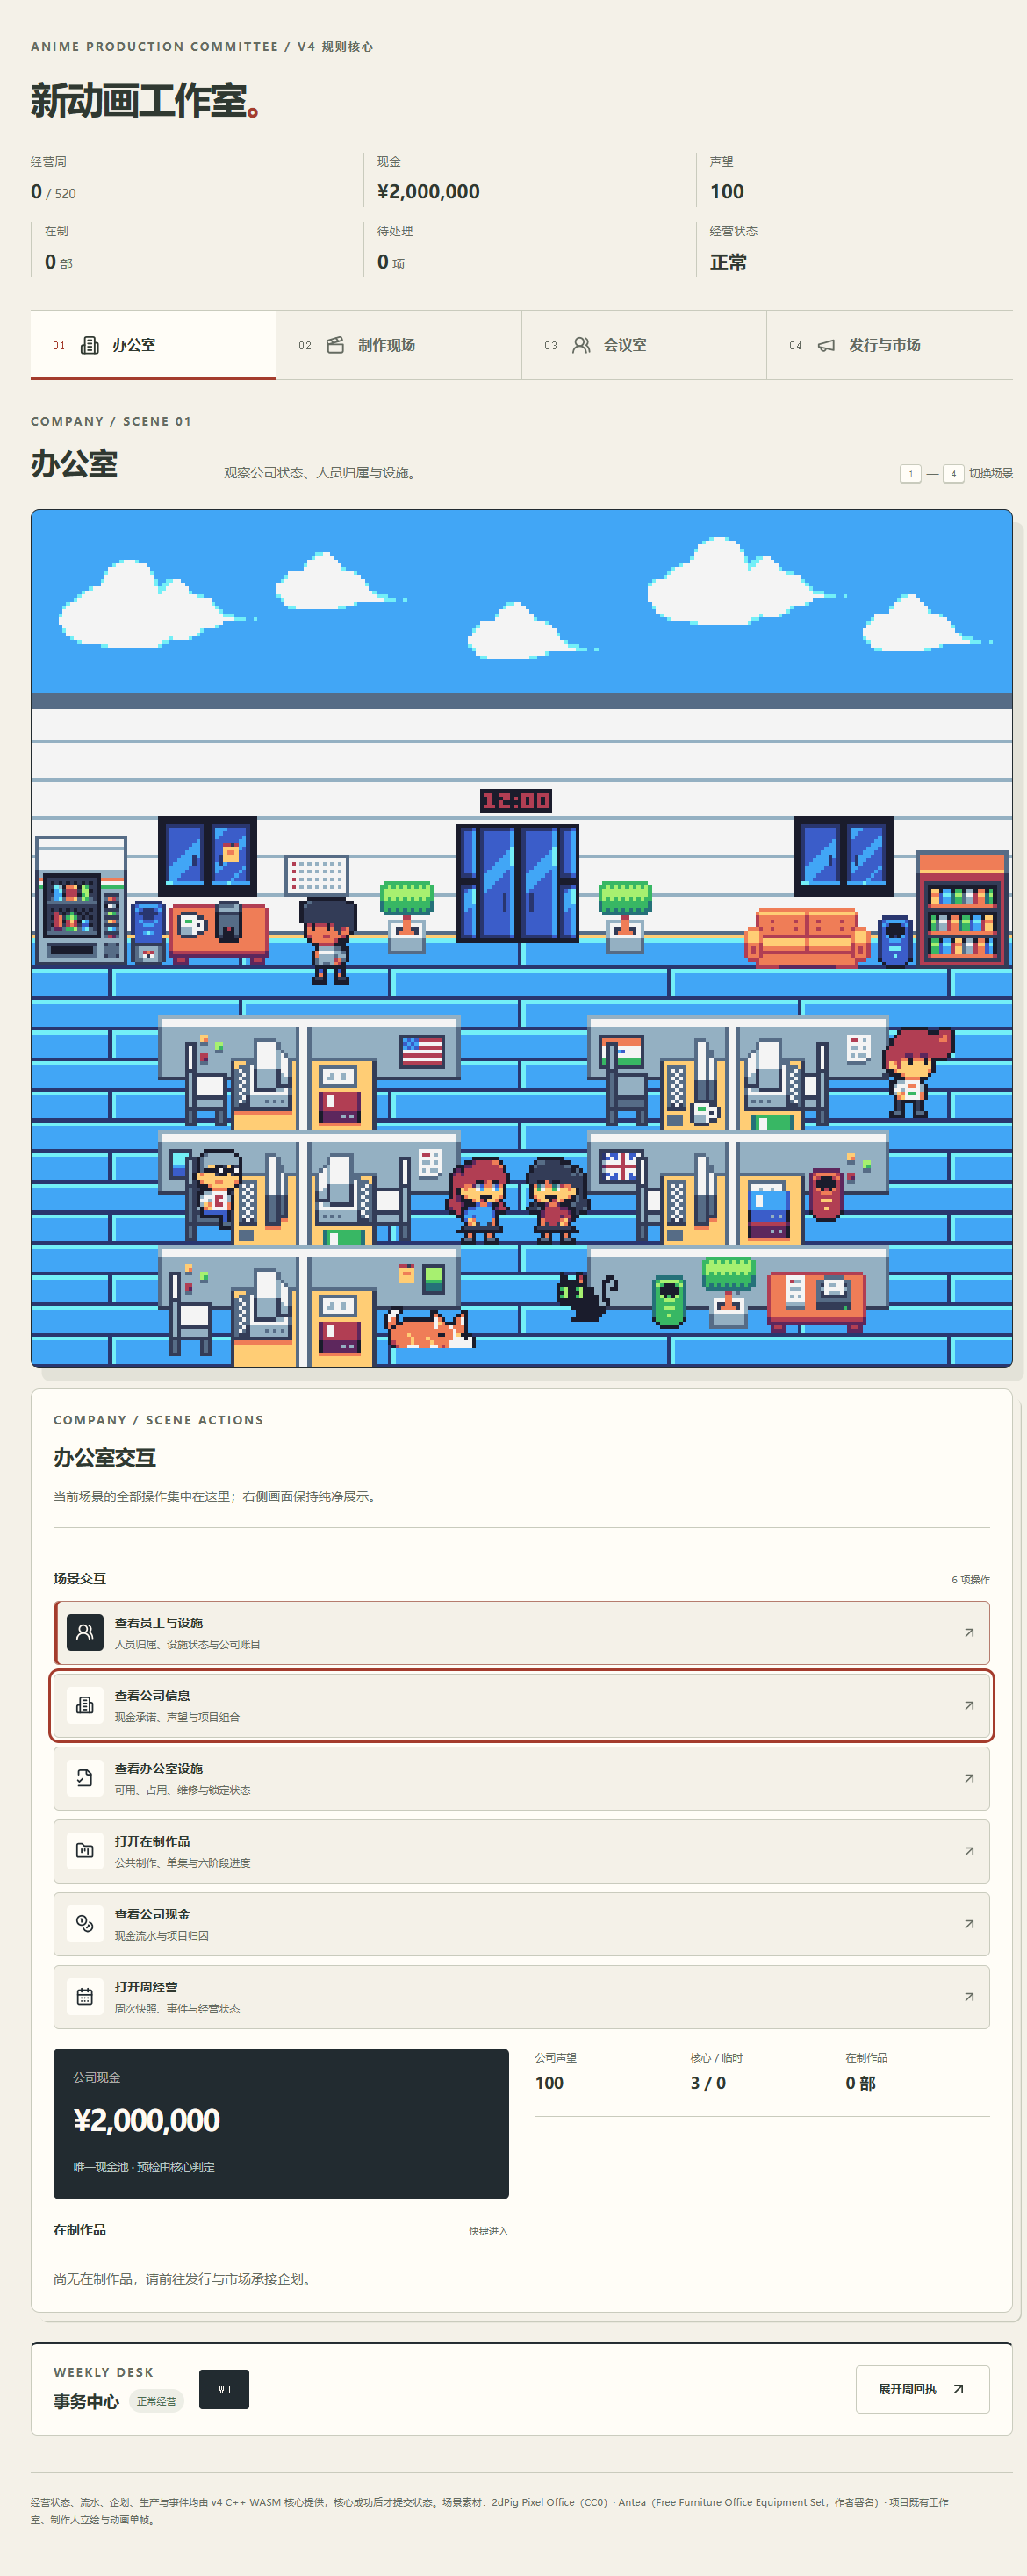 ANIME PRODUCTION COMMITTEE / V4 规则核心
新动画工作室。
经营周
0 / 520
现金
¥2,000,000
声望
100
在制
0 部
待处理
0 项
经营状态
正常
01 办公室
02 制作现场
03 会议室
04 发行与市场
COMPANY / SCENE 01
办公室
观察公司状态、人员归属与设施。
1 — 4 切换场景
12:00
COMPANY / SCENE ACTIONS
办公室交互
当前场景的全部操作集中在这里；右侧画面保持纯净展示。
场景交互
6 项操作
查看员工与设施
人员归属、设施状态与公司账目
查看公司信息
现金承诺、声望与项目组合
查看办公室设施
可用、占用、维修与锁定状态
打开在制作品
公共制作、单集与六阶段进度
查看公司现金
现金流水与项目归因
打开周经营
周次快照、事件与经营状态
公司现金
¥2,000,000
唯一现金池 · 预检由核心判定
公司声望
100
核心 / 临时
3 / 0
在制作品
0 部
在制作品
快捷进入
尚无在制作品，请前往发行与市场承接企划。
WEEKLY DESK
事务中心 正常经营
W0
展开周回执
经营状态、流水、企划、生产与事件均由 v4 C++ WASM 核心提供；核心成功后才提交状态。场景素材：2dPig Pixel Office（CC0）· Antea（Free Furniture Office Equipment Set，作者署名）· 项目既有工作
室、制作人立绘与动画单帧。